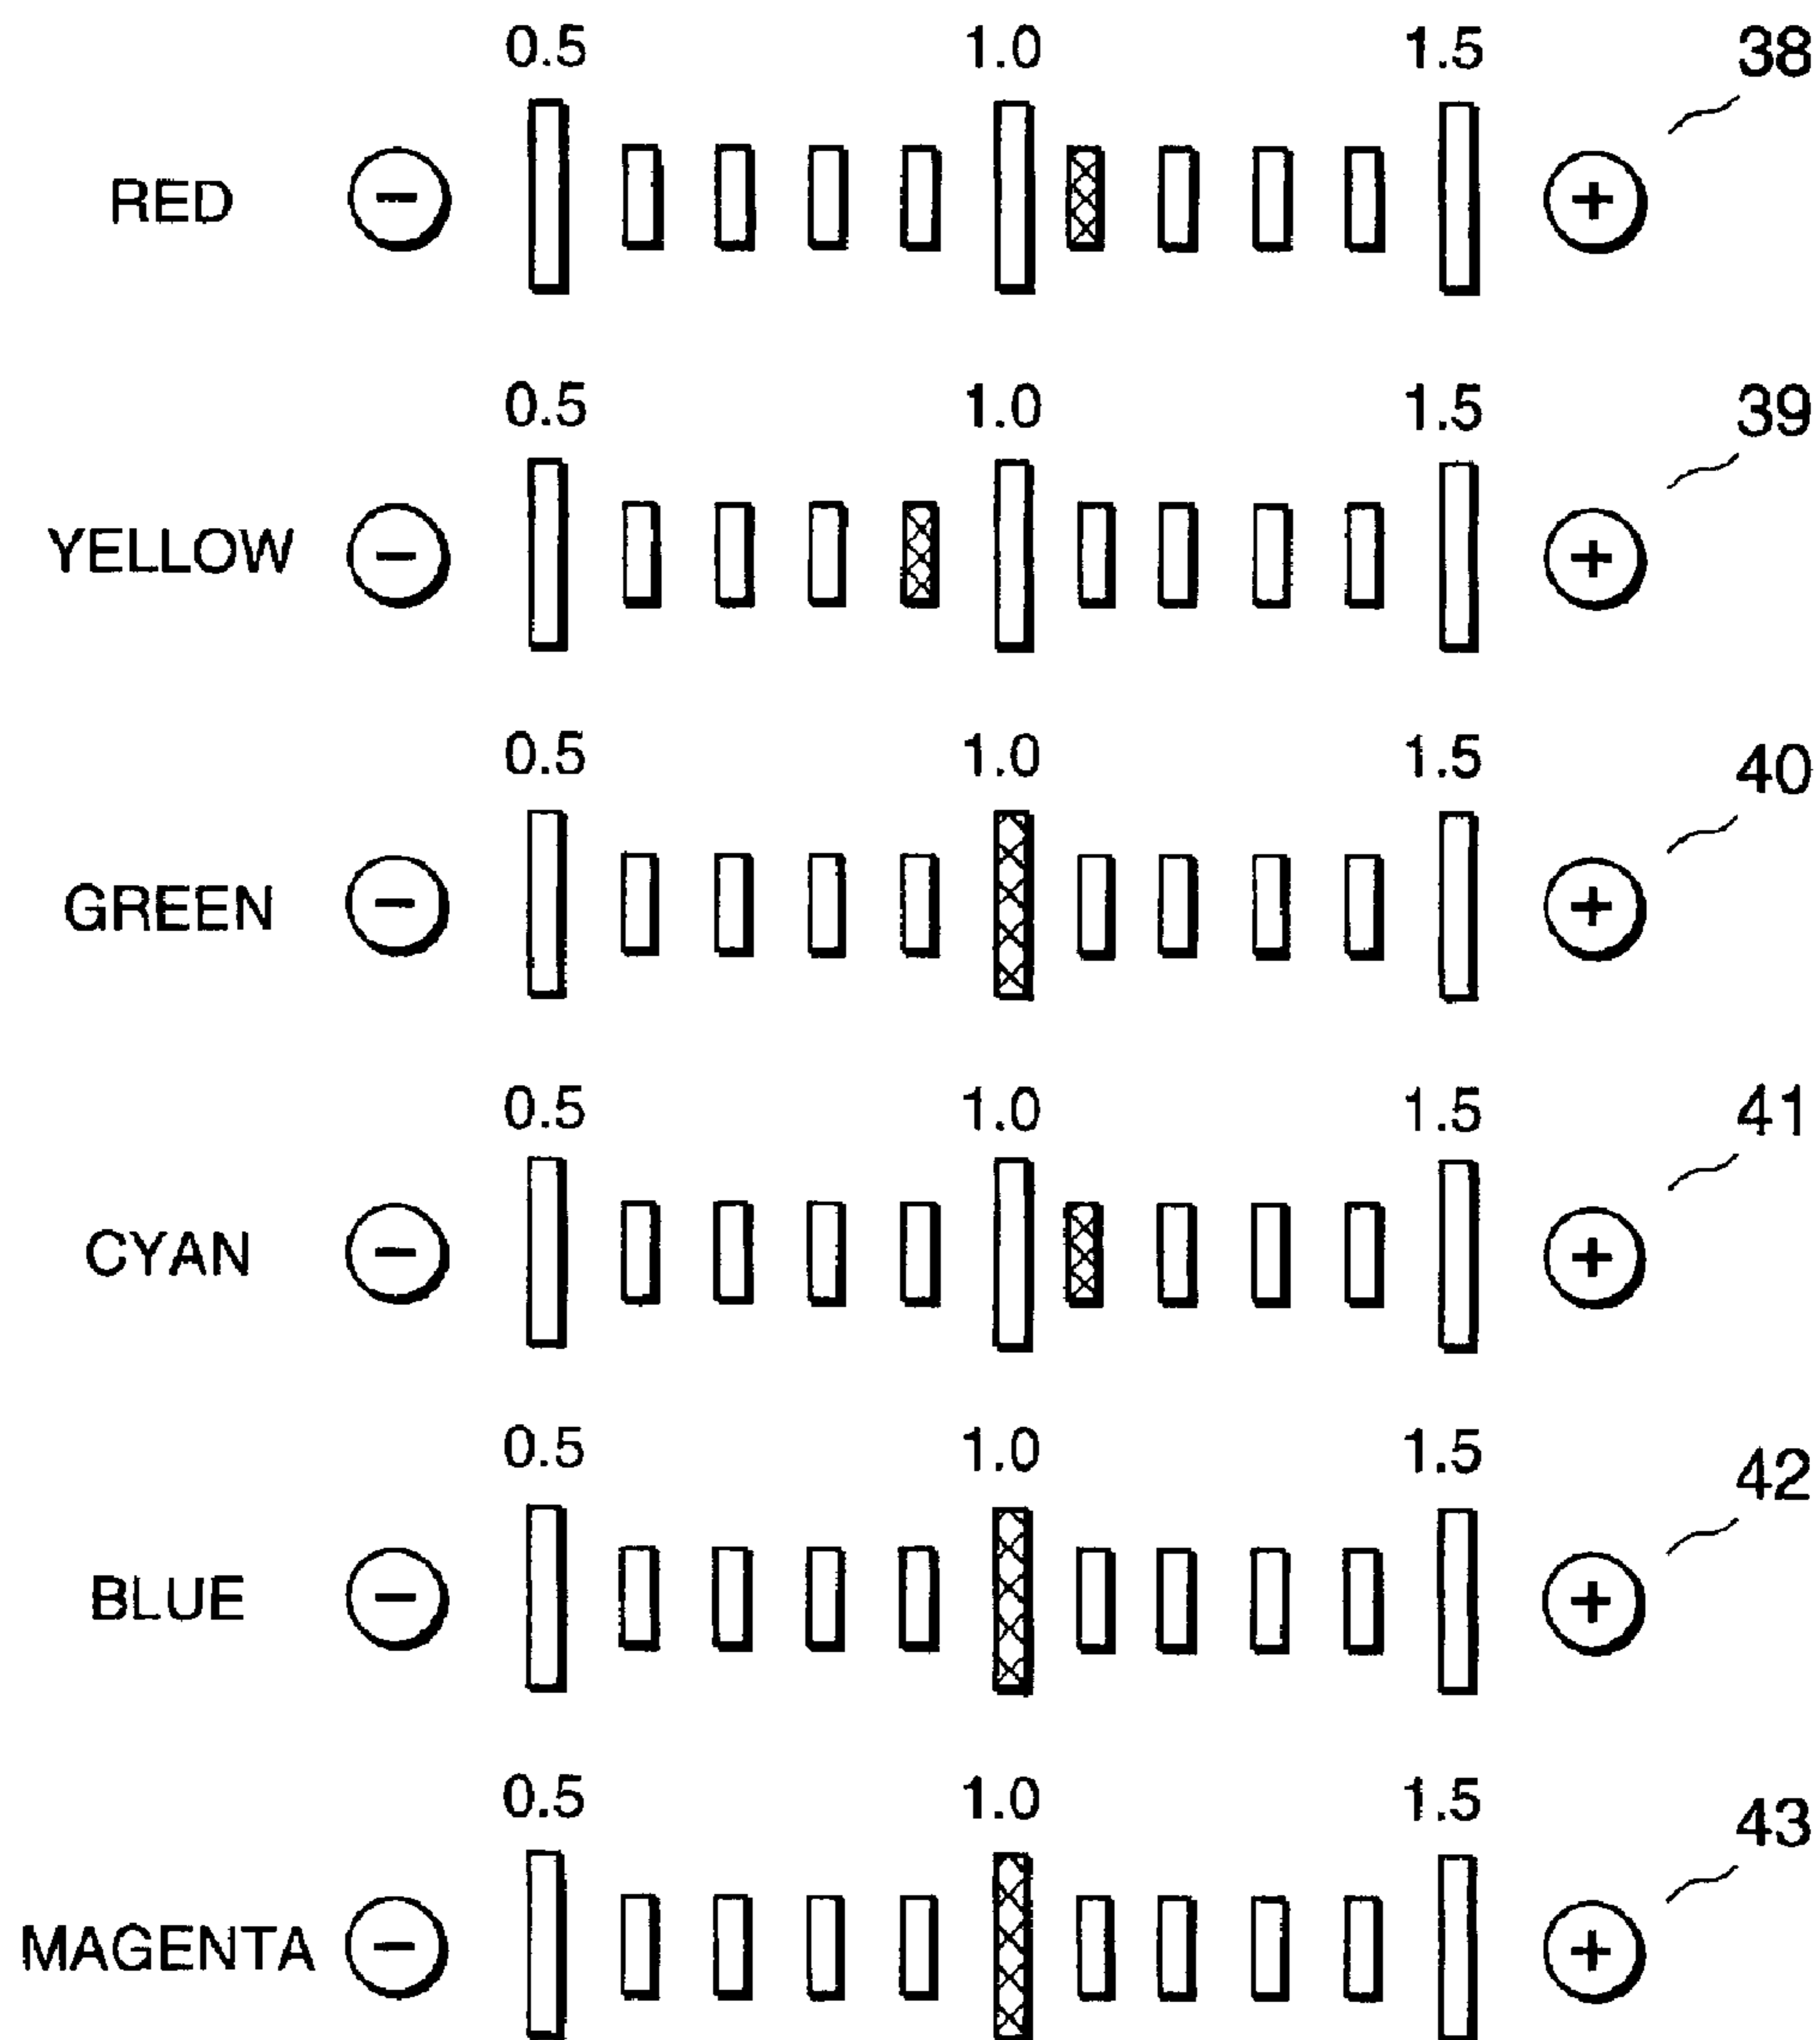 0.5 1.0 1.5 38
RED − +
0.5 1.0 1.5 39
YELLOW − +
0.5 1.0 1.5 40
GREEN − +
0.5 1.0 1.5 41
CYAN − +
0.5 1.0 1.5 42
BLUE − +
0.5 1.0 1.5 43
MAGENTA − +